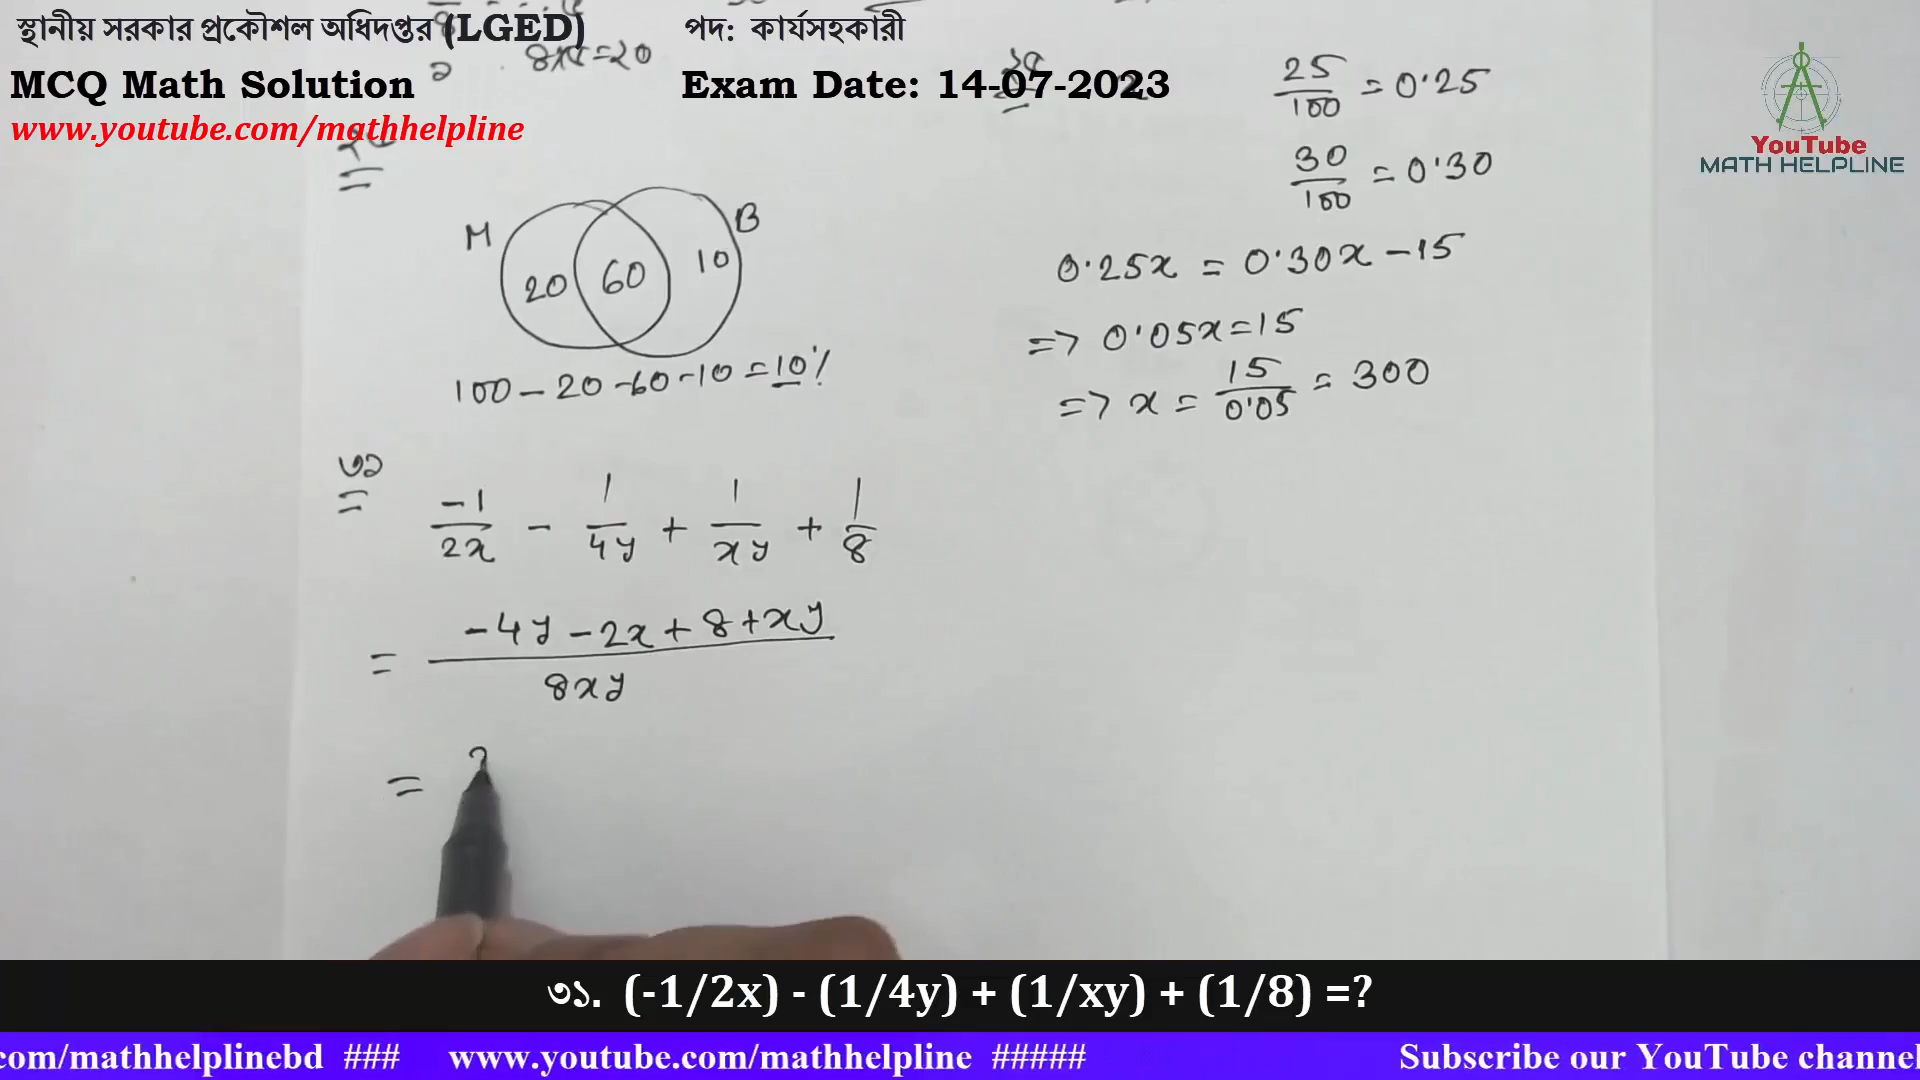 স্থানীয় সরকার প্রকৌশল অধিদপ্তর (LGED) পদ: কার্যসহকারী
MCQ Math Solution Exam Date: 14-07-2023
www.youtube.com/mathhelpline
YouTube
MATH HELPLINE
=20
25/100 = 0.25
30/100 = 0.30
0.25x = 0.30x - 15
=> 0.05x = 15
=> x = 15/0.05 = 300
M B
20 60 10
100 - 20 - 60 - 10 = 10%
৩১
-1/2x - 1/4y + 1/xy + 1/8
= -4y - 2x + 8 + xy / 8xy
=
৩১. (-1/2x) - (1/4y) + (1/xy) + (1/8) =?
com/mathhelplinebd ### www.youtube.com/mathhelpline ##### Subscribe our YouTube channel